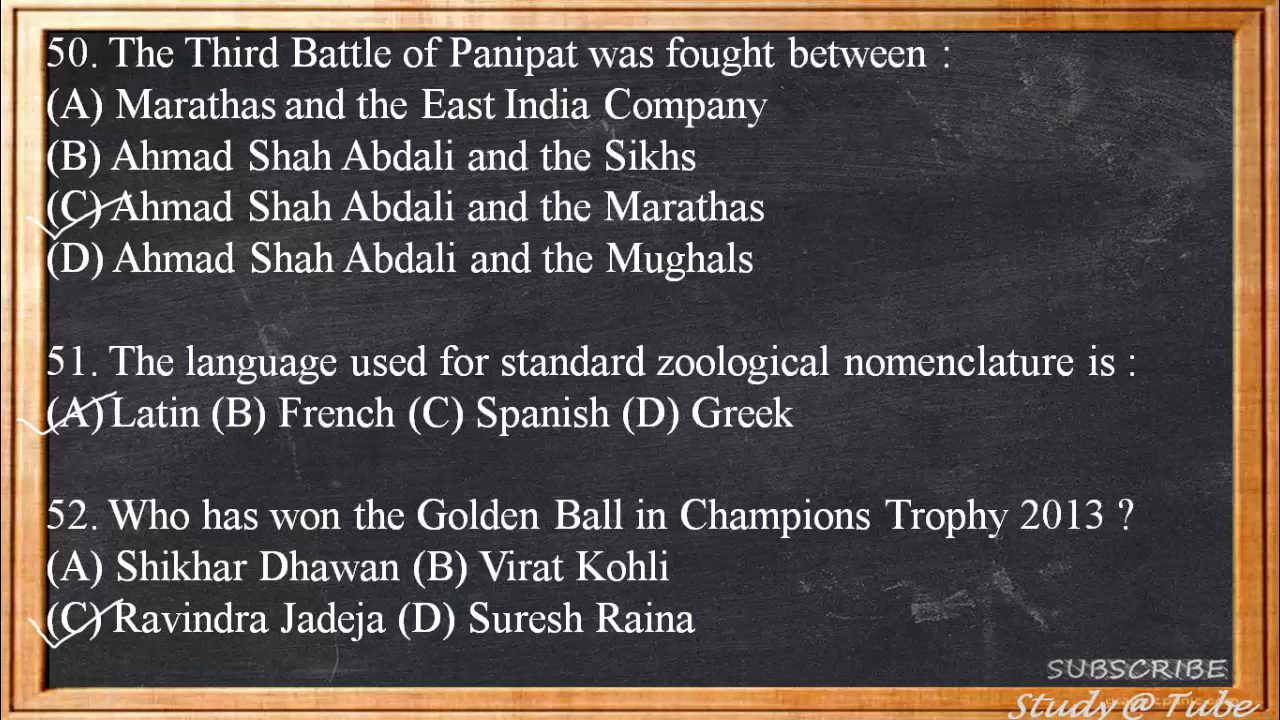 50. The Third Battle of Panipat was fought between :
(A) Marathas and the East India Company
(B) Ahmad Shah Abdali and the Sikhs
(C) Ahmad Shah Abdali and the Marathas
(D) Ahmad Shah Abdali and the Mughals
51. The language used for standard zoological nomenclature is :
(A) Latin (B) French (C) Spanish (D) Greek
52. Who has won the Golden Ball in Champions Trophy 2013 ?
(A) Shikhar Dhawan (B) Virat Kohli
(C) Ravindra Jadeja (D) Suresh Raina
SUBSCRIBE
Study@Tube